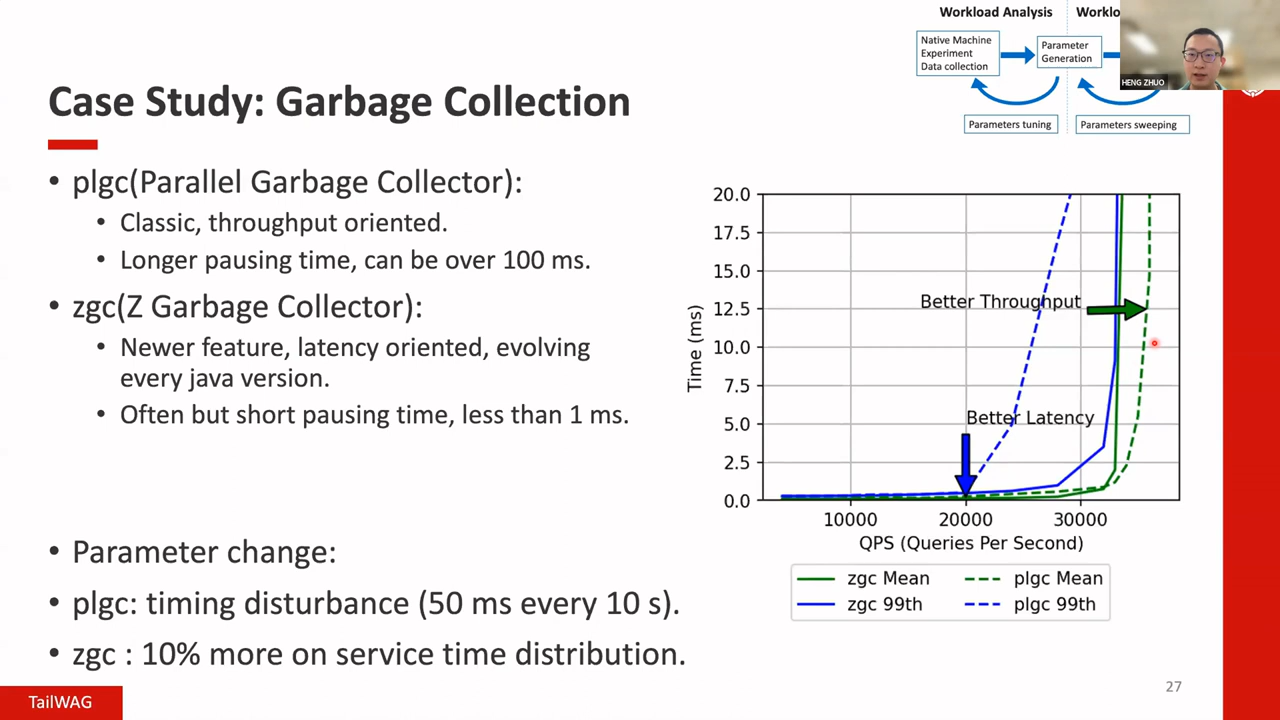 Workload Analysis
Native Machine
Experiment
Data collection
Parameter
Generation
Parameters tuning
Parameters sweeping
HENG ZHUO
Case Study: Garbage Collection
• plgc(Parallel Garbage Collector):
• Classic, throughput oriented.
• Longer pausing time, can be over 100 ms.
• zgc(Z Garbage Collector):
• Newer feature, latency oriented, evolving
every java version.
• Often but short pausing time, less than 1 ms.
• Parameter change:
• plgc: timing disturbance (50 ms every 10 s).
• zgc : 10% more on service time distribution.
20.0
17.5
15.0
12.5
10.0
7.5
5.0
2.5
0.0
Time (ms)
Better Throughput
Better Latency
10000 20000 30000
QPS (Queries Per Second)
zgc Mean plgc Mean
zgc 99th plgc 99th
27
TailWAG